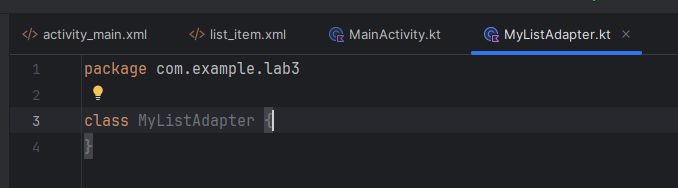 activity_main.xml list_item.xml MainActivity.kt MyListAdapter.kt ×
1 package com.example.lab3
2
3 class MyListAdapter {
4 }